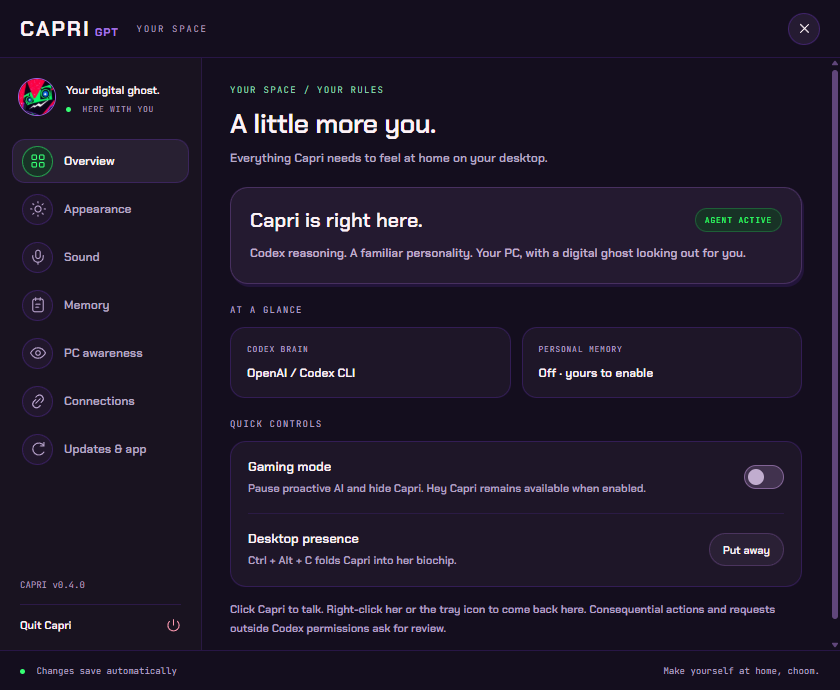 CAPRI GPT YOUR SPACE
Your digital ghost.
HERE WITH YOU
Overview
Appearance
Sound
Memory
PC awareness
Connections
Updates & app
CAPRI v0.4.0
Quit Capri
YOUR SPACE / YOUR RULES
A little more you.
Everything Capri needs to feel at home on your desktop.
Capri is right here.
AGENT ACTIVE
Codex reasoning. A familiar personality. Your PC, with a digital ghost looking out for you.
AT A GLANCE
CODEX BRAIN
OpenAI / Codex CLI
PERSONAL MEMORY
Off · yours to enable
QUICK CONTROLS
Gaming mode
Pause proactive AI and hide Capri. Hey Capri remains available when enabled.
Desktop presence
Ctrl + Alt + C folds Capri into her biochip.
Put away
Click Capri to talk. Right-click her or the tray icon to come back here. Consequential actions and requests
outside Codex permissions ask for review.
Changes save automatically
Make yourself at home, choom.